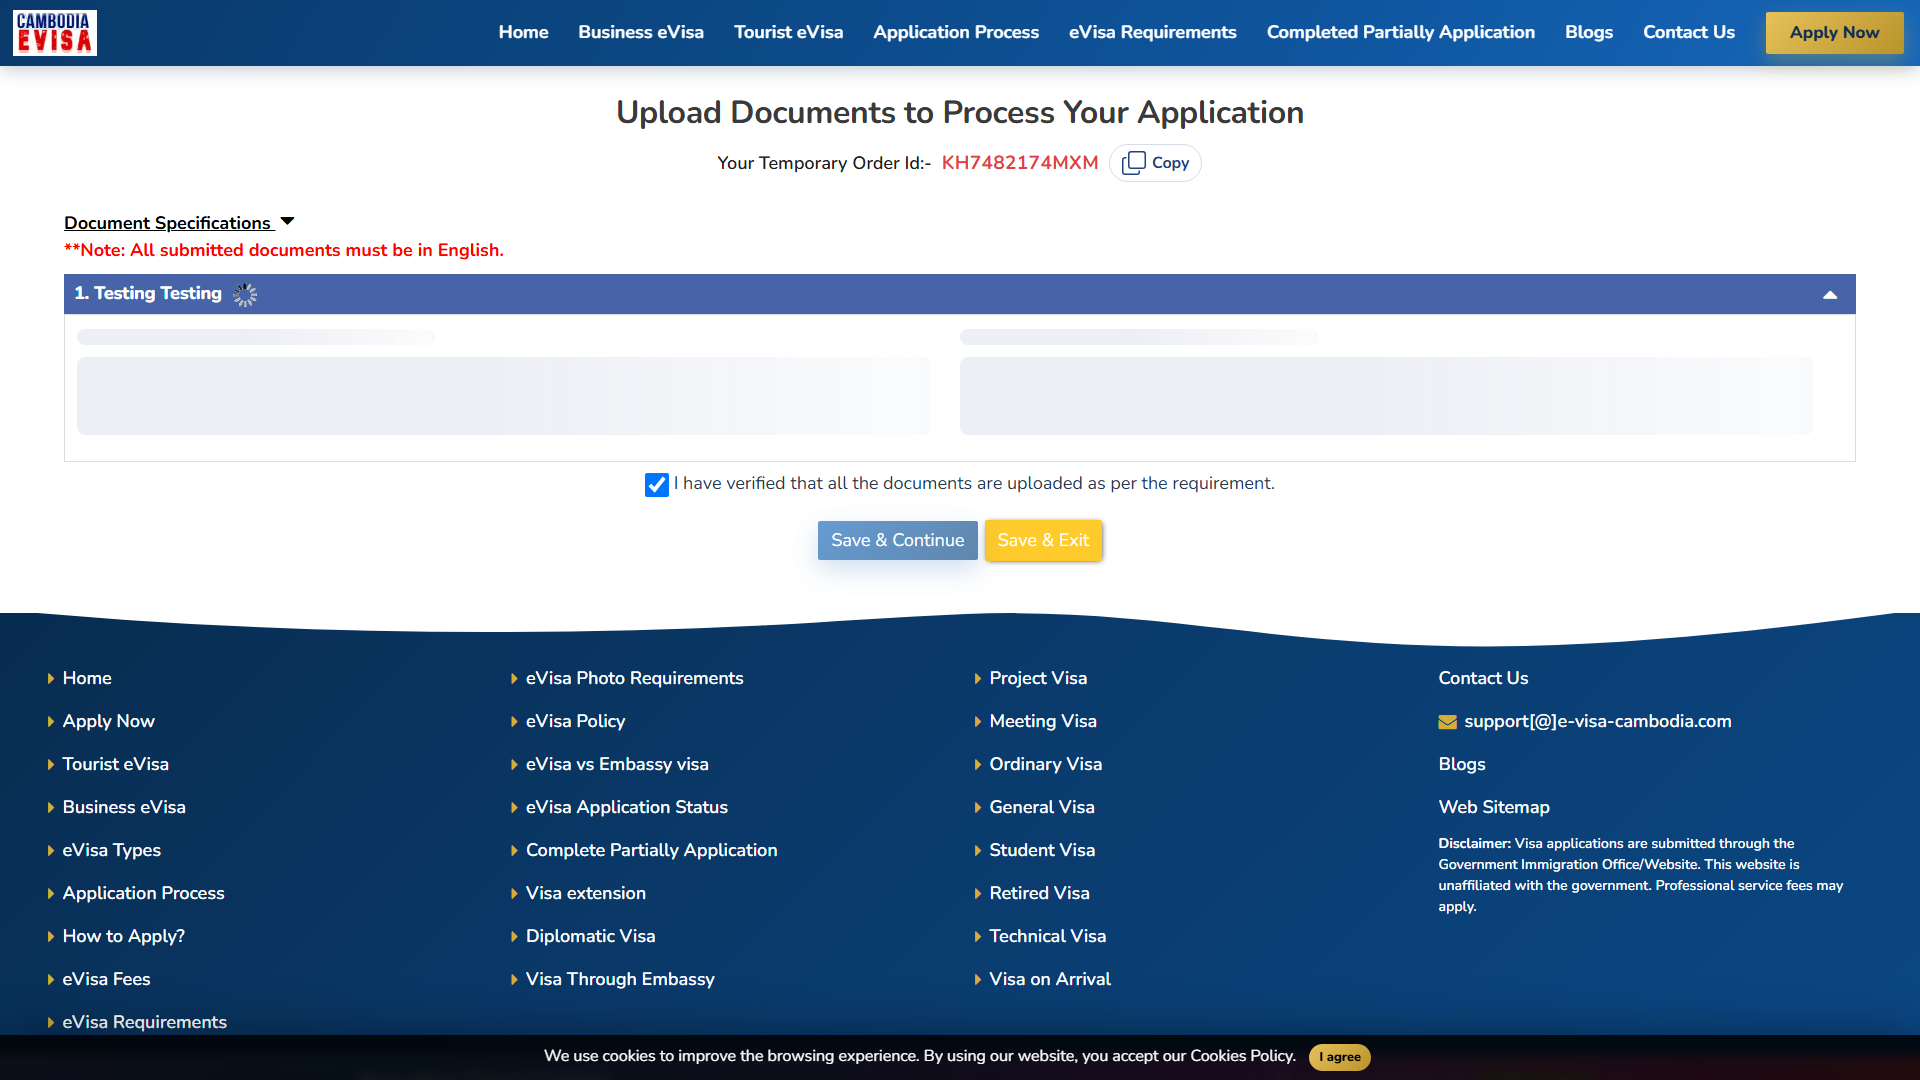 CAMBODIA
EVISA
Home Business eVisa Tourist eVisa Application Process eVisa Requirements Completed Partially Application Blogs Contact Us Apply Now
Upload Documents to Process Your Application
Your Temporary Order Id:- KH7482174MXM Copy
Document Specifications
**Note: All submitted documents must be in English.
1. Testing Testing
I have verified that all the documents are uploaded as per the requirement.
Save & Continue Save & Exit
Home
Apply Now
Tourist eVisa
Business eVisa
eVisa Types
Application Process
How to Apply?
eVisa Fees
eVisa Requirements
eVisa Photo Requirements
eVisa Policy
eVisa vs Embassy visa
eVisa Application Status
Complete Partially Application
Visa extension
Diplomatic Visa
Visa Through Embassy
Project Visa
Meeting Visa
Ordinary Visa
General Visa
Student Visa
Retired Visa
Technical Visa
Visa on Arrival
Contact Us
support[@]e-visa-cambodia.com
Blogs
Web Sitemap
Disclaimer: Visa applications are submitted through the
Government Immigration Office/Website. This website is
unaffiliated with the government. Professional service fees may
apply.
We use cookies to improve the browsing experience. By using our website, you accept our Cookies Policy. I agree